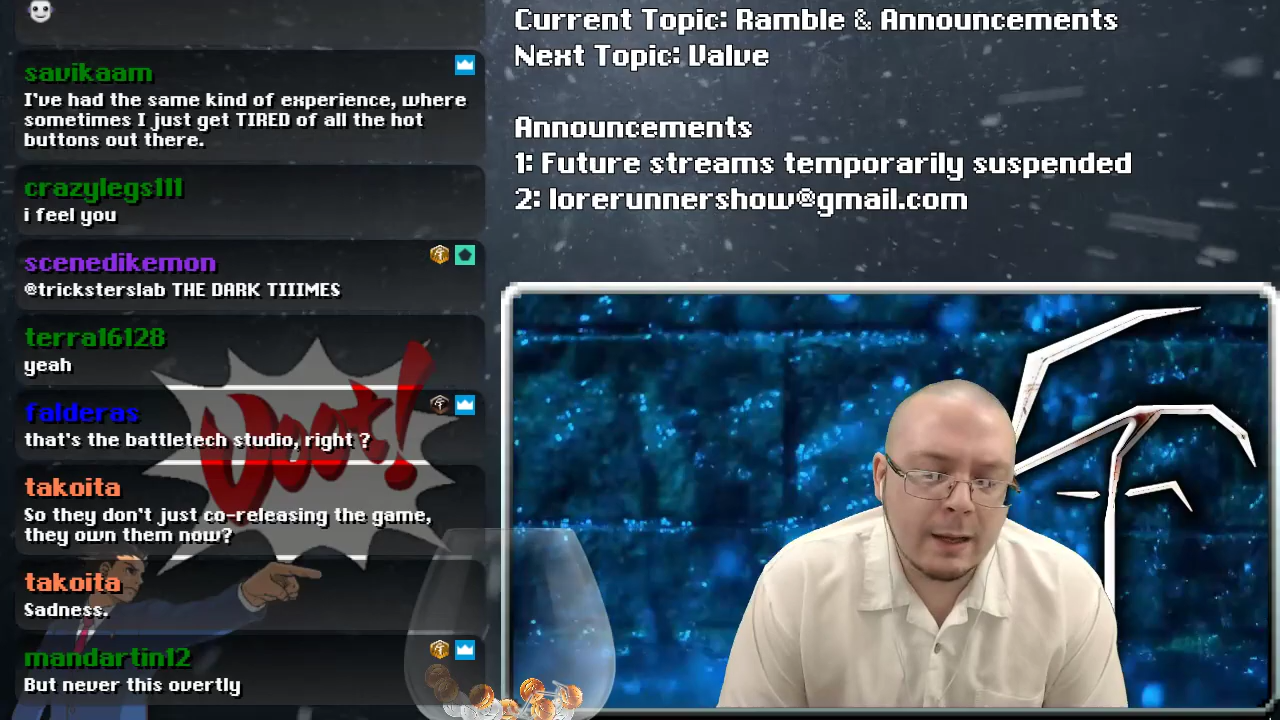 savikaam
I've had the same kind of experience, where
sometimes I just get TIRED of all the hot
buttons out there.
crazylegs111
i feel you
scenedikemon
@tricksterslab THE DARK TIIIMES
terra16128
yeah
falderas
that's the battletech studio, right ?
takoita
So they don't just co-releasing the game,
they own them now?
takoita
Sadness.
mandartin12
But never this overtly
Woot!
Current Topic: Ramble & Announcements
Next Topic: Valve
Announcements
1: Future streams temporarily suspended
2: lorerunnershow@gmail.com